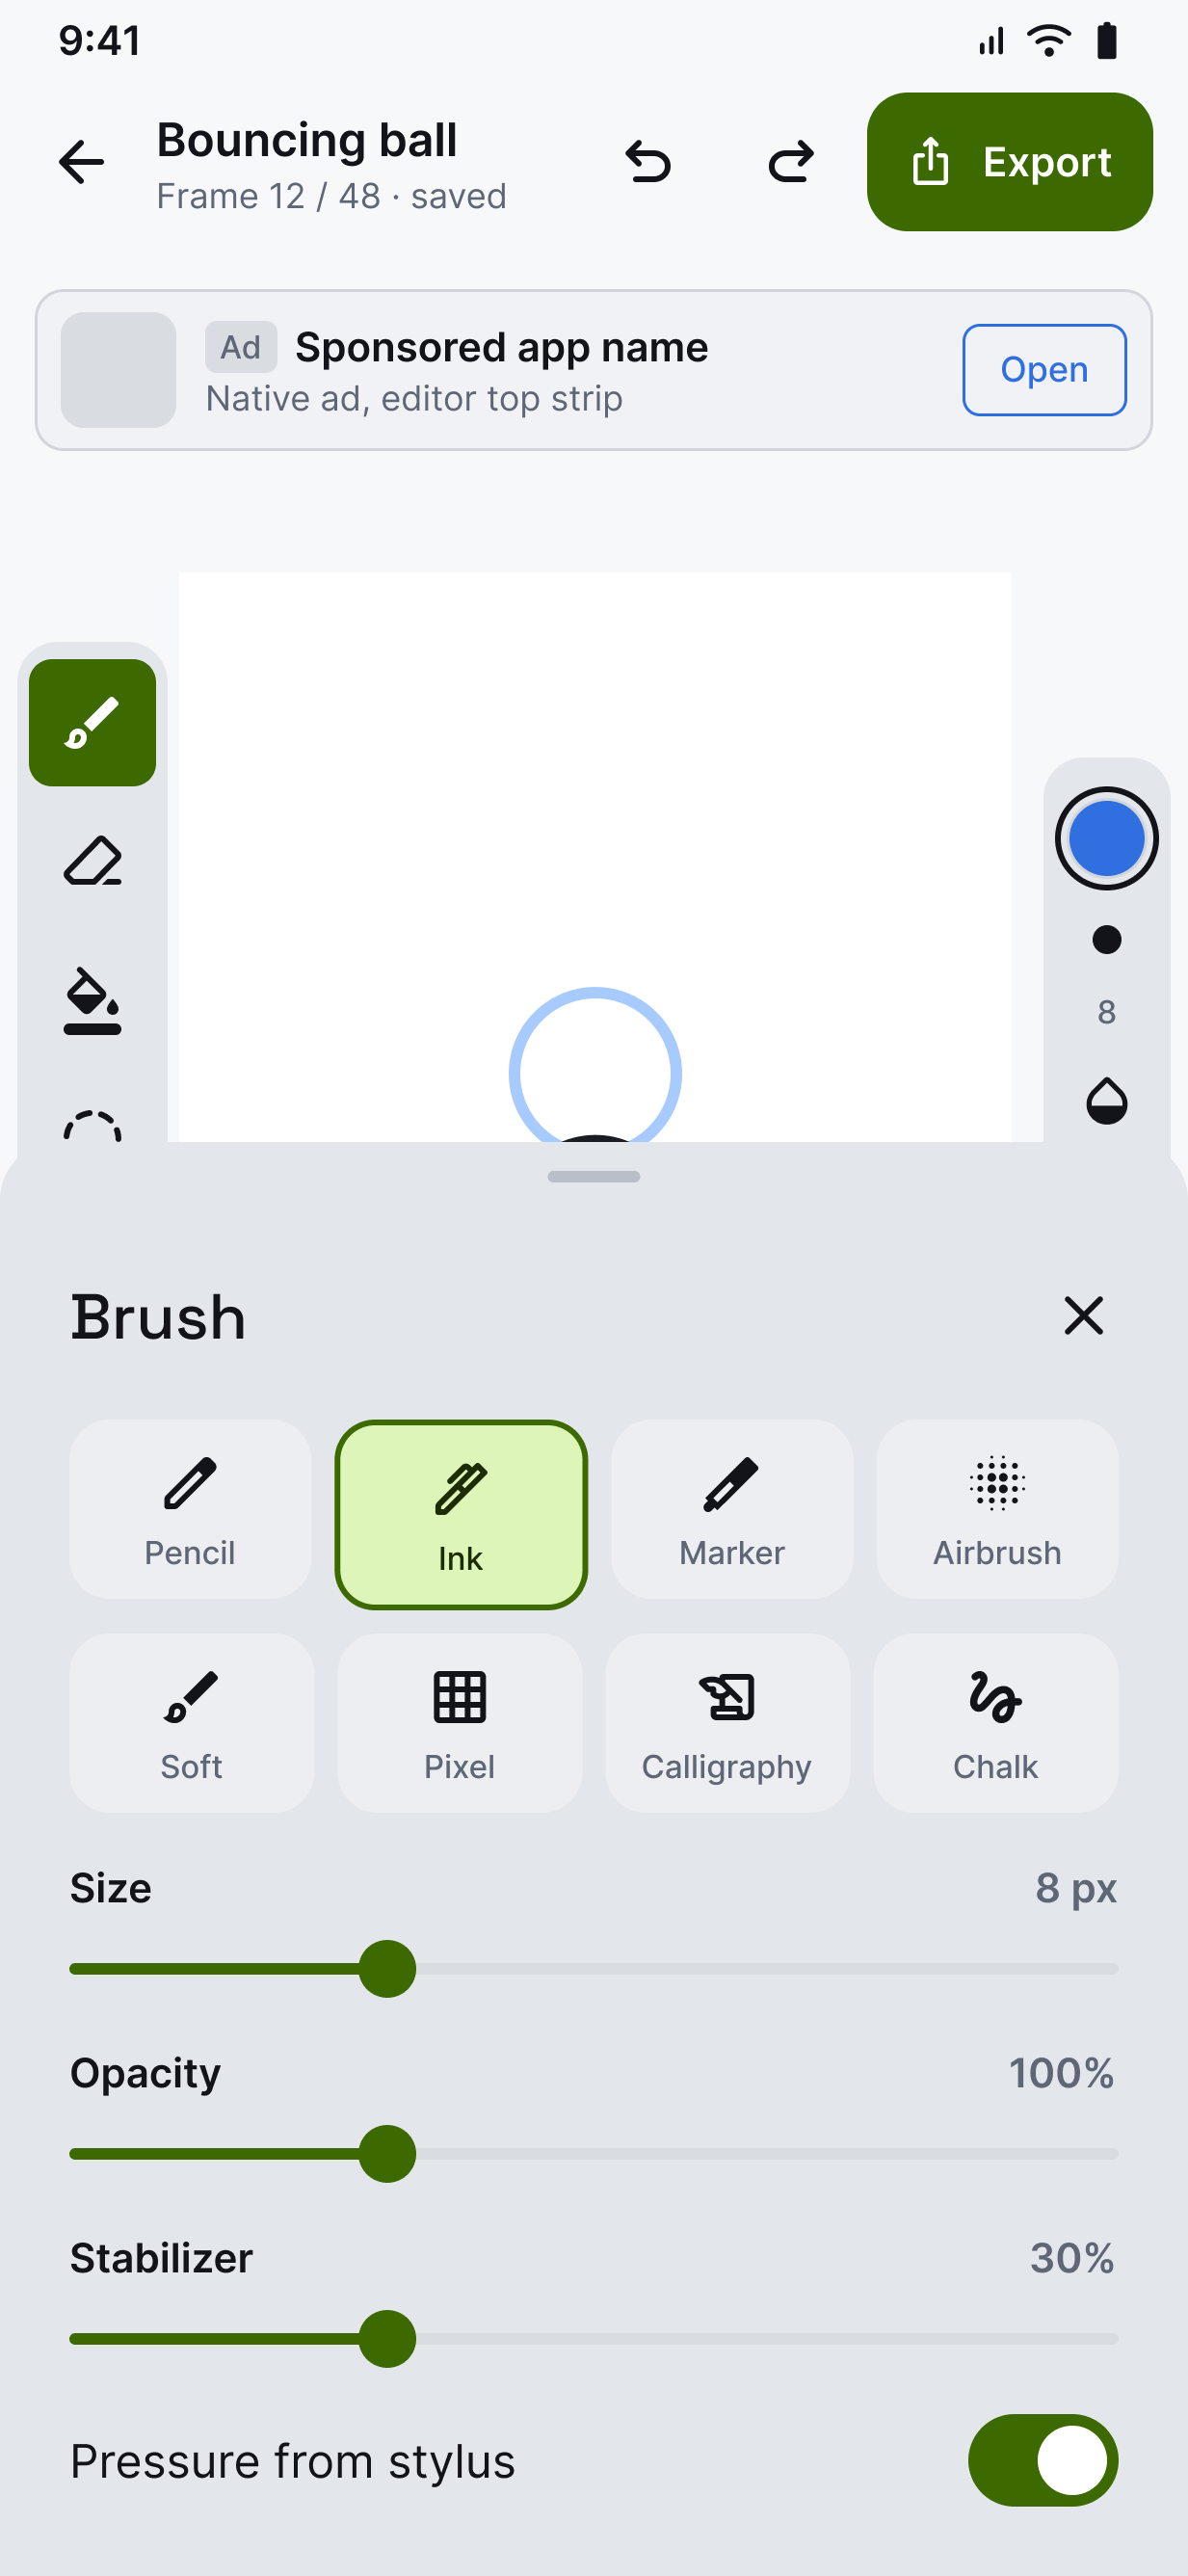 9:41
Bouncing ball
Frame 12 / 48 · saved
Export
Ad Sponsored app name
Native ad, editor top strip
Open
8
Brush
Pencil
Ink
Marker
Airbrush
Soft
Pixel
Calligraphy
Chalk
Size
8 px
Opacity
100%
Stabilizer
30%
Pressure from stylus